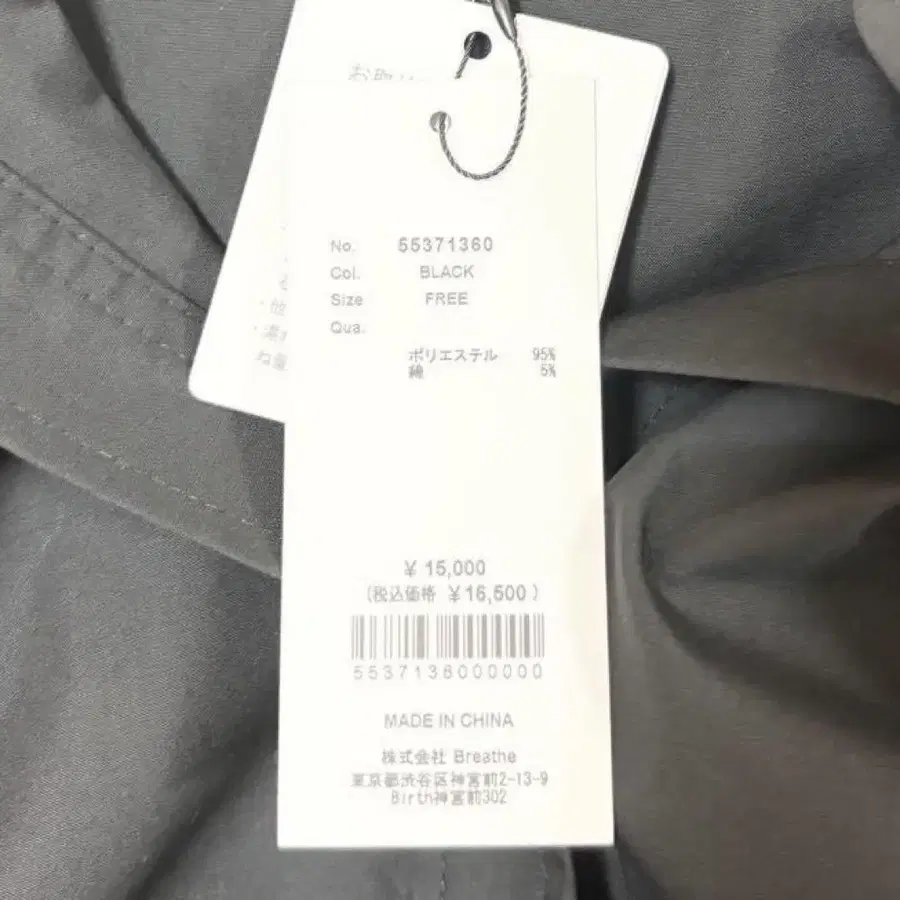 お取
No. 55371360
Col. BLACK
Size FREE
Qua.
ポリエステル 95%
綿 5%
¥ 15,000
(税込価格 ¥16,500)
5537136000000
MADE IN CHINA
株式会社 Breathe
東京都渋谷区神宮前2-13-9
Birth神宮前302